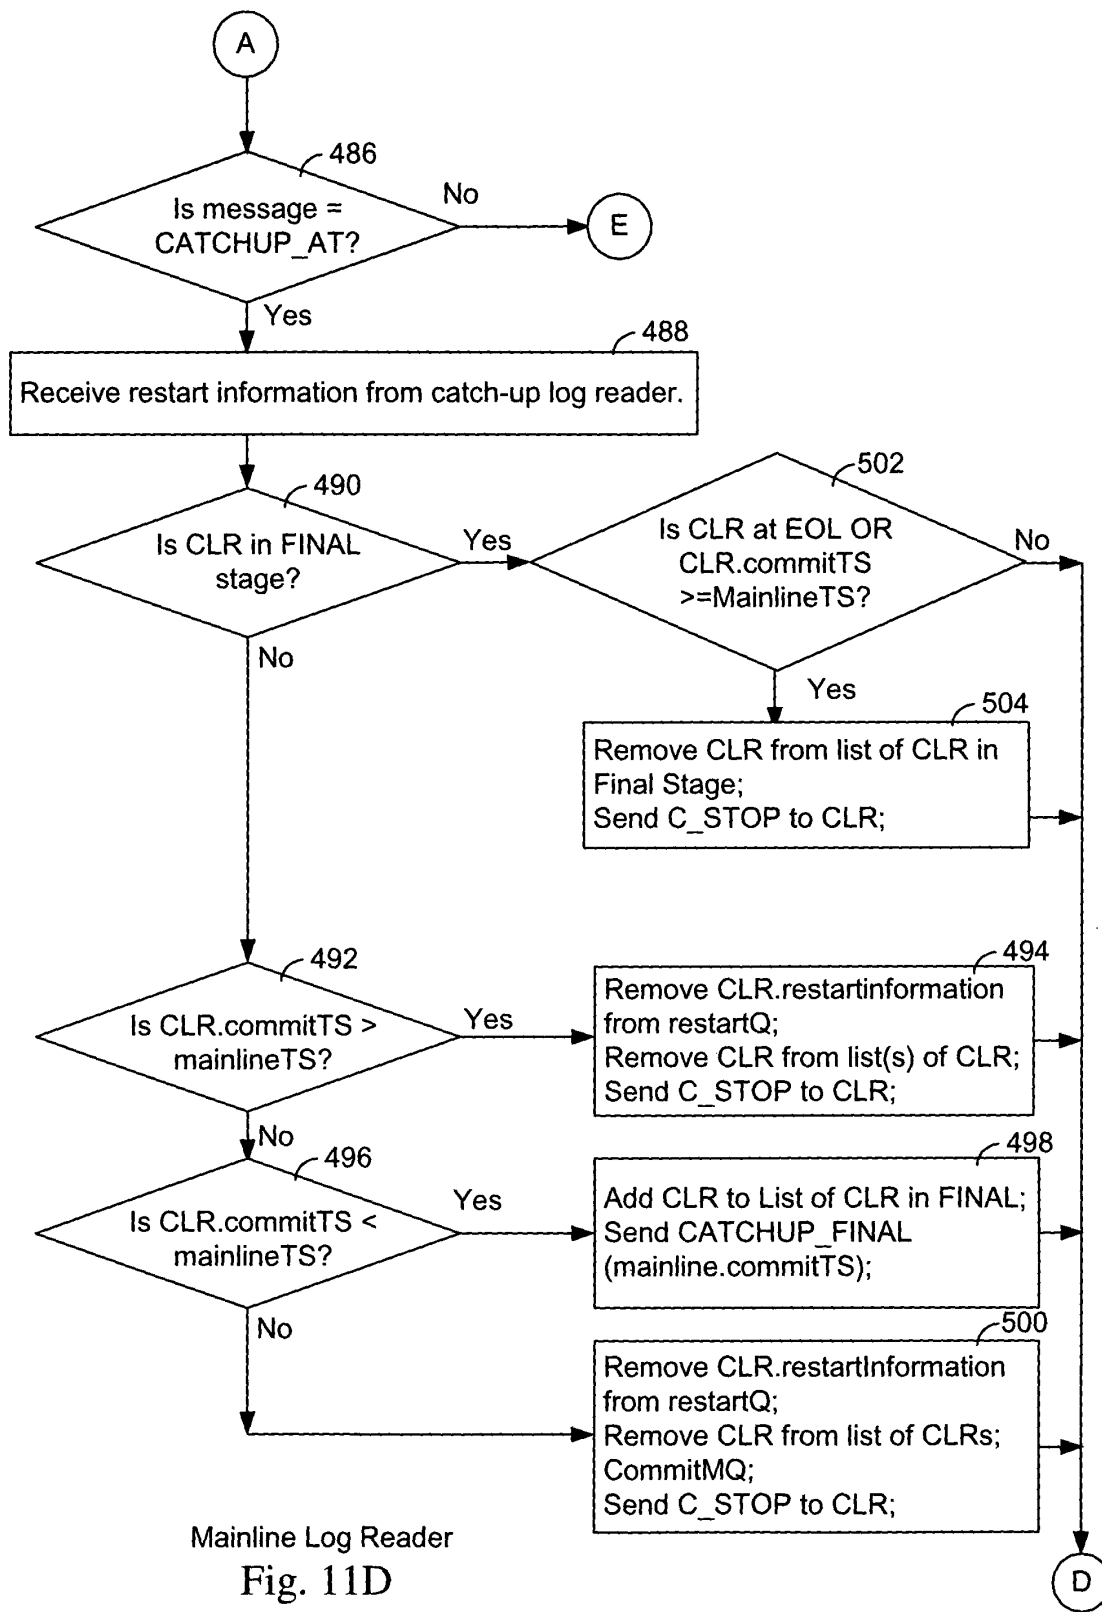 A
486
Is message =
CATCHUP_AT?
No
E
Yes
488
Receive restart information from catch-up log reader.
490
Is CLR in FINAL
stage?
Yes
502
Is CLR at EOL OR
CLR.commitTS
>=MainlineTS?
No
No
Yes
504
Remove CLR from list of CLR in
Final Stage;
Send C_STOP to CLR;
492
Is CLR.commitTS >
mainlineTS?
Yes
494
Remove CLR.restartinformation
from restartQ;
Remove CLR from list(s) of CLR;
Send C_STOP to CLR;
No
496
Is CLR.commitTS <
mainlineTS?
Yes
498
Add CLR to List of CLR in FINAL;
Send CATCHUP_FINAL
(mainline.commitTS);
No
500
Remove CLR.restartInformation
from restartQ;
Remove CLR from list of CLRs;
CommitMQ;
Send C_STOP to CLR;
Mainline Log Reader
Fig. 11D
D